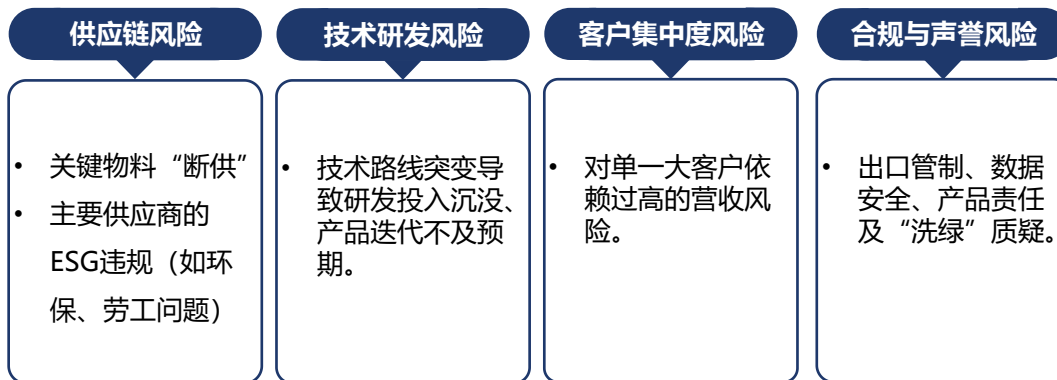 供应链风险
• 关键物料“断供”
• 主要供应商的
ESG违规（如环
保、劳工问题）
技术研发风险
• 技术路线突变导
致研发投入沉没、
产品迭代不及预
期。
客户集中度风险
• 对单一大客户依
赖过高的营收风
险。
合规与声誉风险
• 出口管制、数据
安全、产品责任
及“洗绿”质疑。